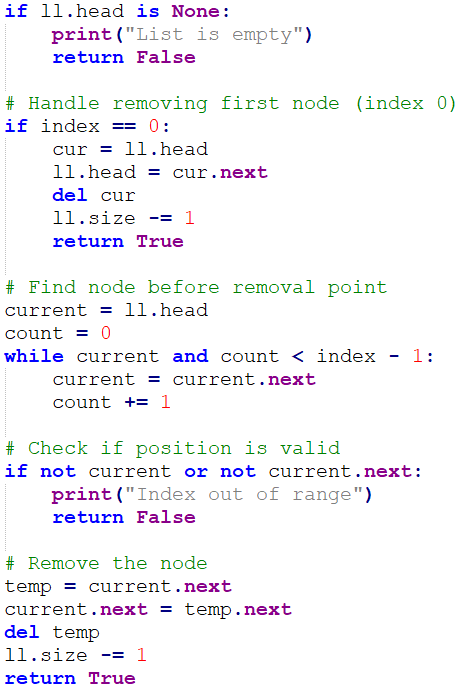 if ll.head is None:
    print("List is empty")
    return False

# Handle removing first node (index 0)
if index == 0:
    cur = ll.head
    ll.head = cur.next
    del cur
    ll.size -= 1
    return True

# Find node before removal point
current = ll.head
count = 0
while current and count < index - 1:
    current = current.next
    count += 1

# Check if position is valid
if not current or not current.next:
    print("Index out of range")
    return False

# Remove the node
temp = current.next
current.next = temp.next
del temp
ll.size -= 1
return True